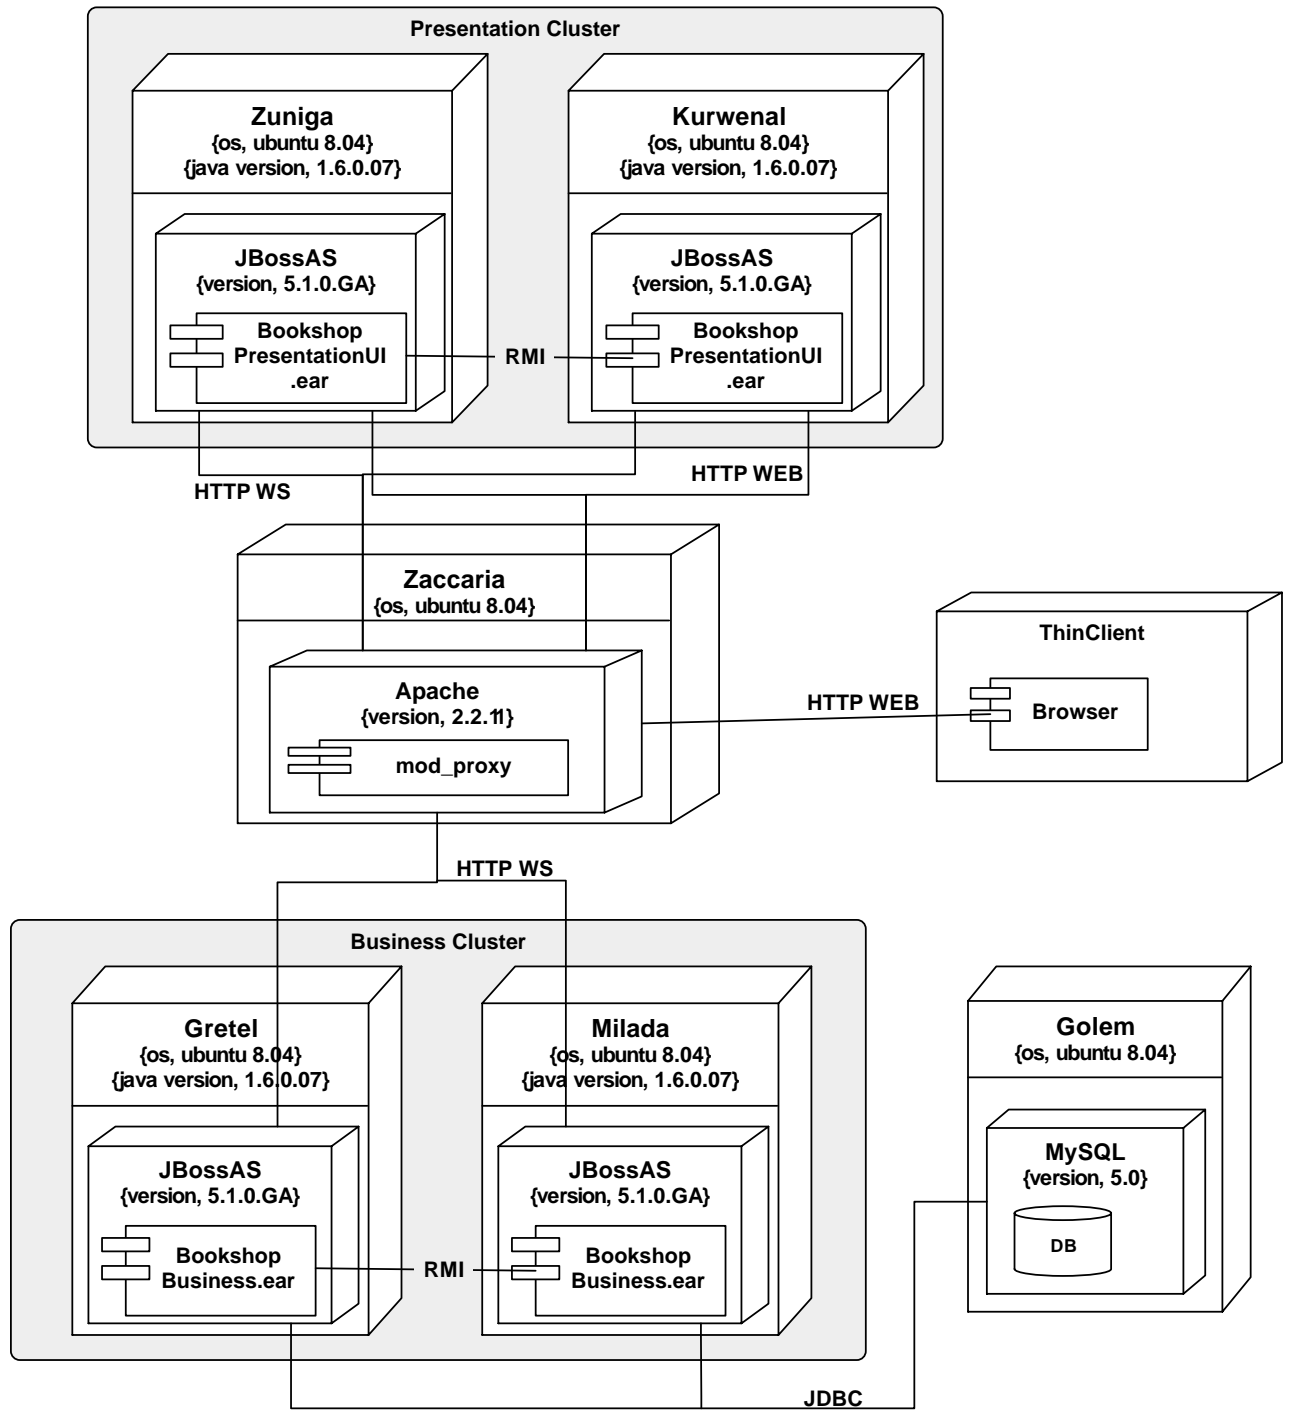 Presentation Cluster
Zuniga
{os, ubuntu 8.04}
{java version, 1.6.0.07}
JBossAS
{version, 5.1.0.GA}
Bookshop
PresentationUI
.ear
RMI
Kurwenal
{os, ubuntu 8.04}
{java version, 1.6.0.07}
JBossAS
{version, 5.1.0.GA}
Bookshop
PresentationUI
.ear
HTTP WS
HTTP WEB
Zaccaria
{os, ubuntu 8.04}
Apache
{version, 2.2.11}
mod_proxy
HTTP WEB
ThinClient
Browser
HTTP WS
Business Cluster
Gretel
{os, ubuntu 8.04}
{java version, 1.6.0.07}
JBossAS
{version, 5.1.0.GA}
Bookshop
Business.ear
RMI
Milada
{os, ubuntu 8.04}
{java version, 1.6.0.07}
JBossAS
{version, 5.1.0.GA}
Bookshop
Business.ear
Golem
{os, ubuntu 8.04}
MySQL
{version, 5.0}
DB
JDBC